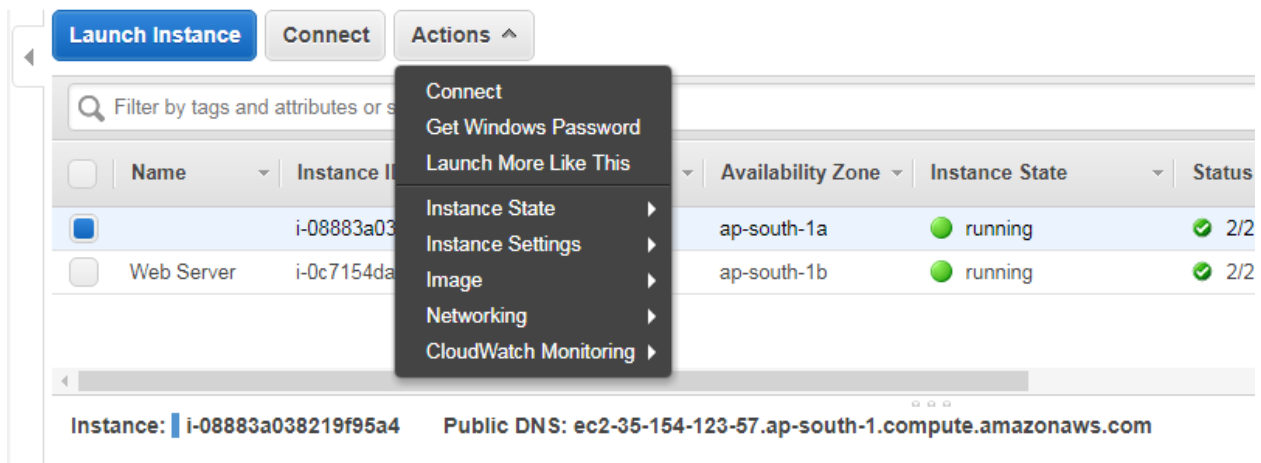 Launch Instance Connect Actions
Filter by tags and attributes or s
Connect
Get Windows Password
Launch More Like This
Instance State
Instance Settings
Image
Networking
CloudWatch Monitoring
Name Instance I Availability Zone Instance State Status
i-08883a03 ap-south-1a running 2/2
Web Server i-0c7154da ap-south-1b running 2/2
Instance: i-08883a038219f95a4 Public DNS: ec2-35-154-123-57.ap-south-1.compute.amazonaws.com